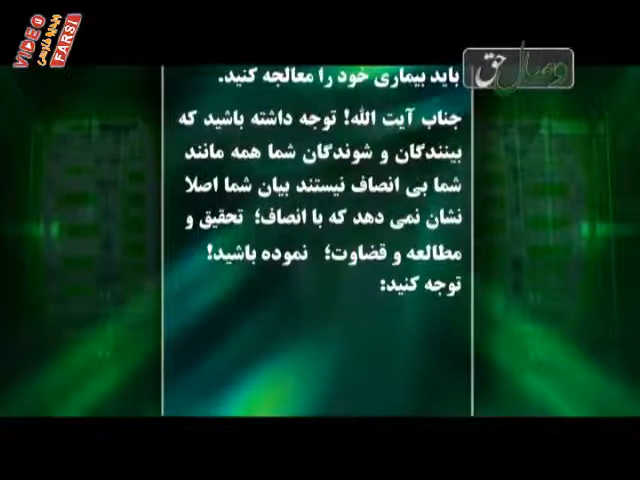 VIDEO FARSI
ویدیو فارسی
وصال حق
باید بیماری خود را معالجه کنید.
جناب آیت الله! توجه داشته باشید که
بینندگان و شوندگان شما همه مانند
شما بی انصاف نیستند بیان شما اصلا
نشان نمی دهد که با انصاف؛ تحقیق و
مطالعه و قضاوت؛ نموده باشید!
توجه کنید: